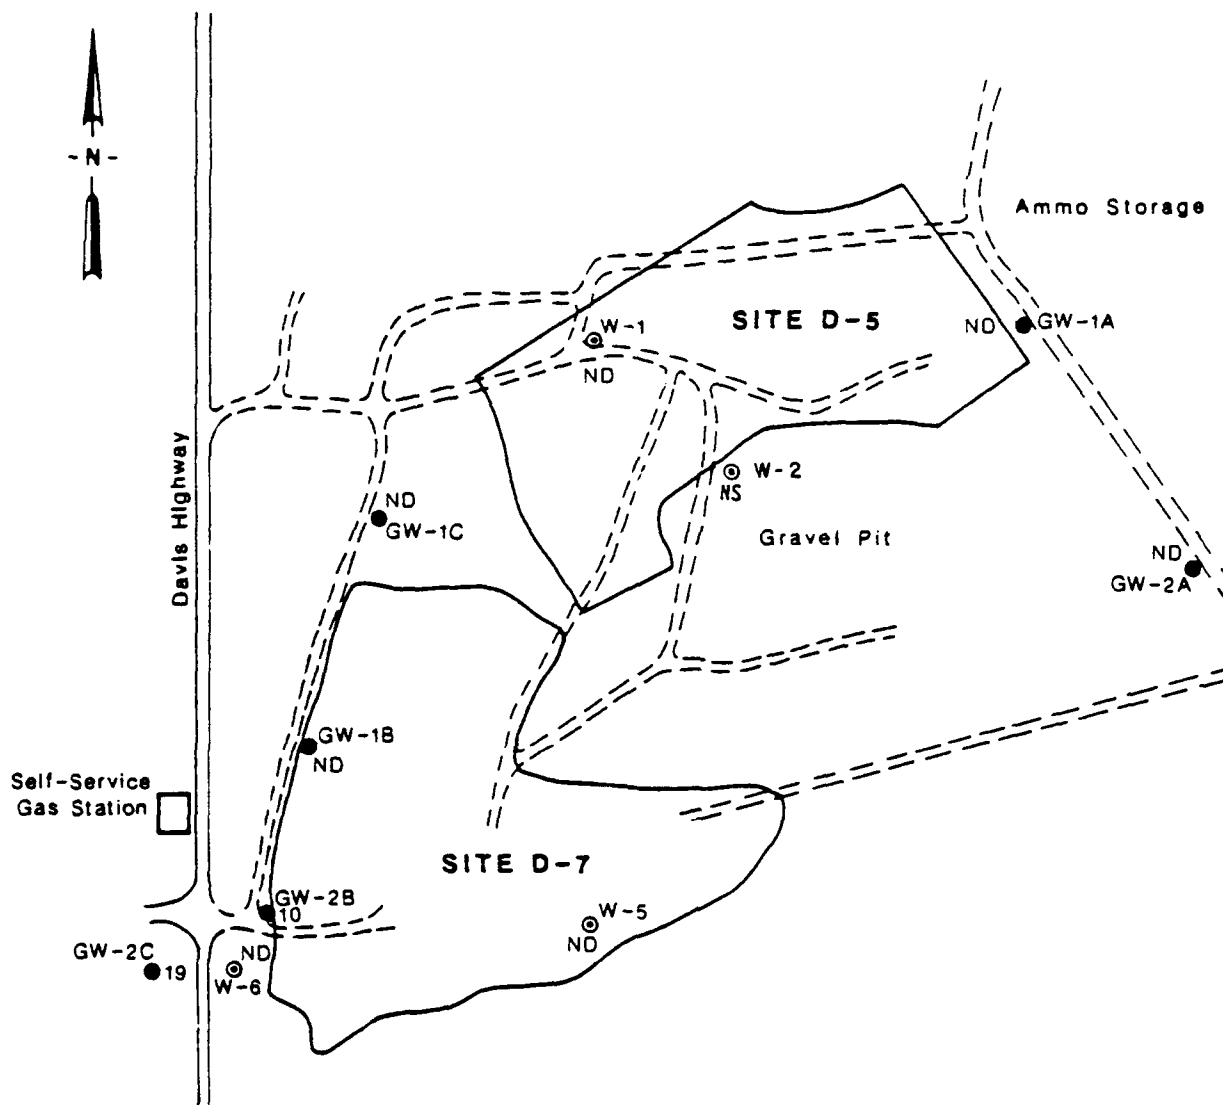 - N -
Ammo Storage
W-1
ND
SITE D-5
ND
GW-1A
W-2
NS
Gravel Pit
Davis Highway
ND
GW-1C
ND
GW-2A
GW-1B
ND
Self-Service
Gas Station
SITE D-7
GW-2B
10
W-5
ND
GW-2C
19
ND
W-6